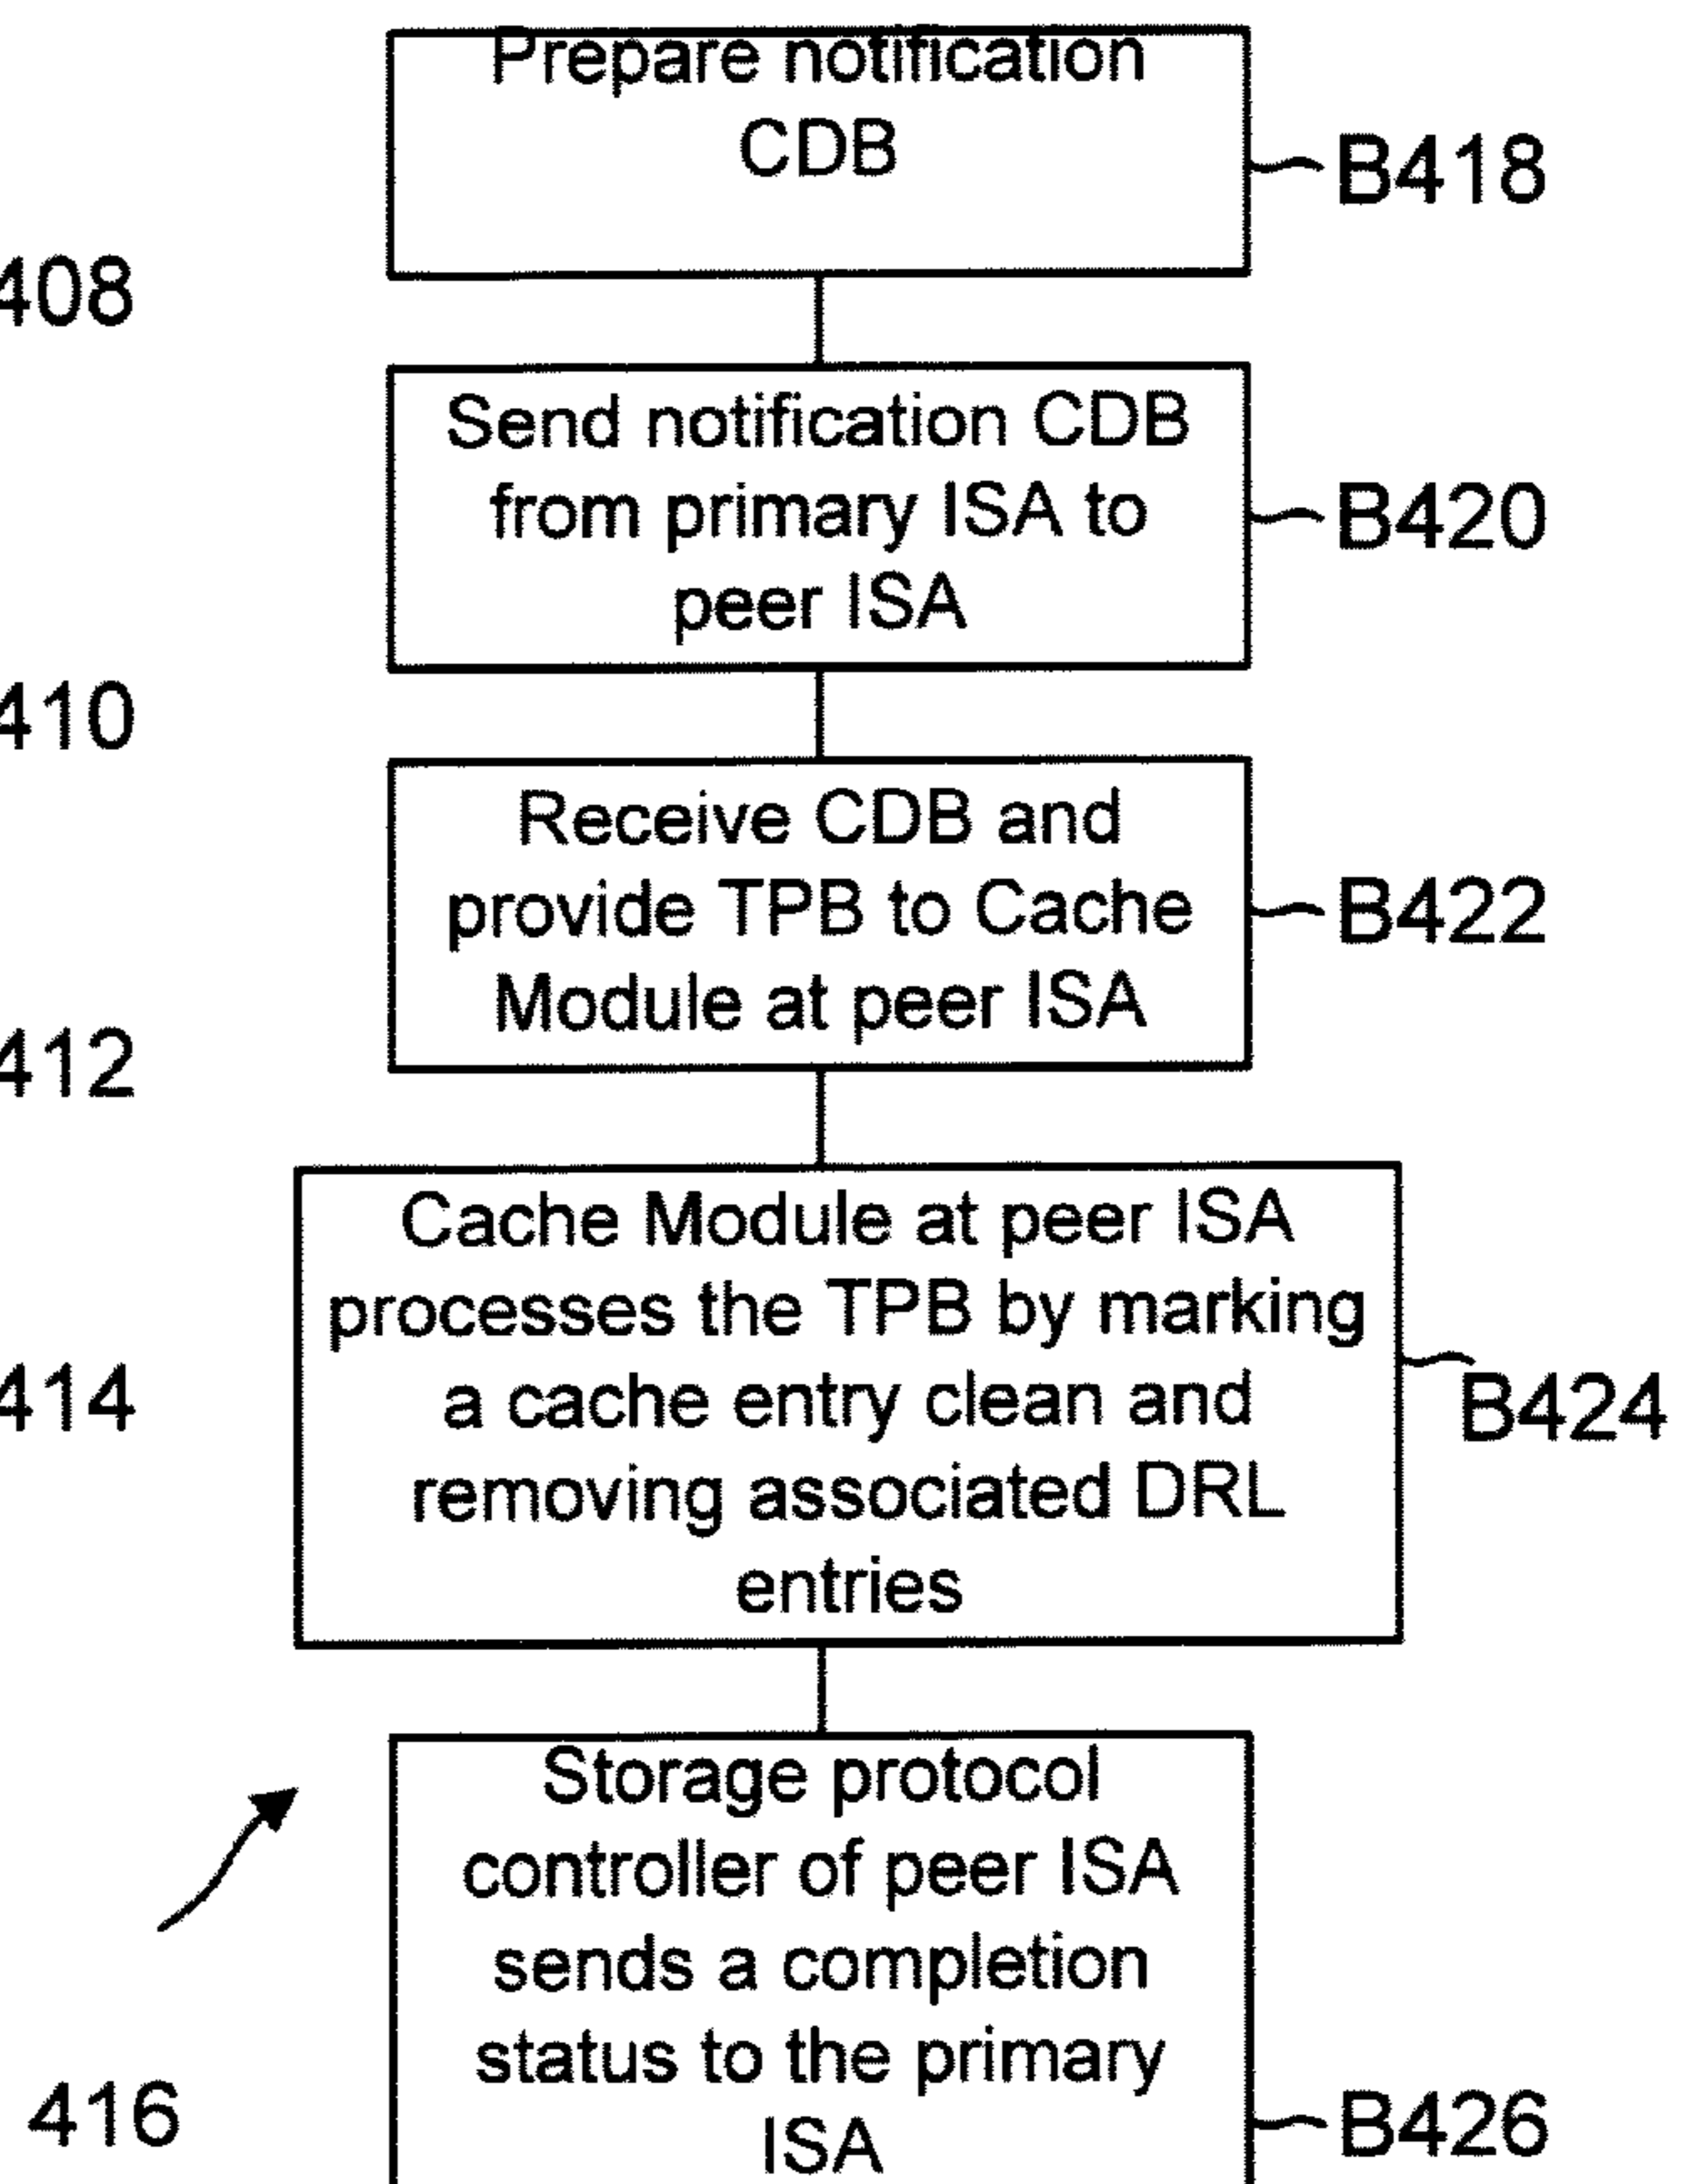 Prepare notification
CDB
B418
408
Send notification CDB
from primary ISA to
peer ISA
B420
410
Receive CDB and
provide TPB to Cache
Module at peer ISA
B422
412
Cache Module at peer ISA
processes the TPB by marking
a cache entry clean and
removing associated DRL
entries
B424
414
Storage protocol
controller of peer ISA
sends a completion
status to the primary
ISA
B426
416